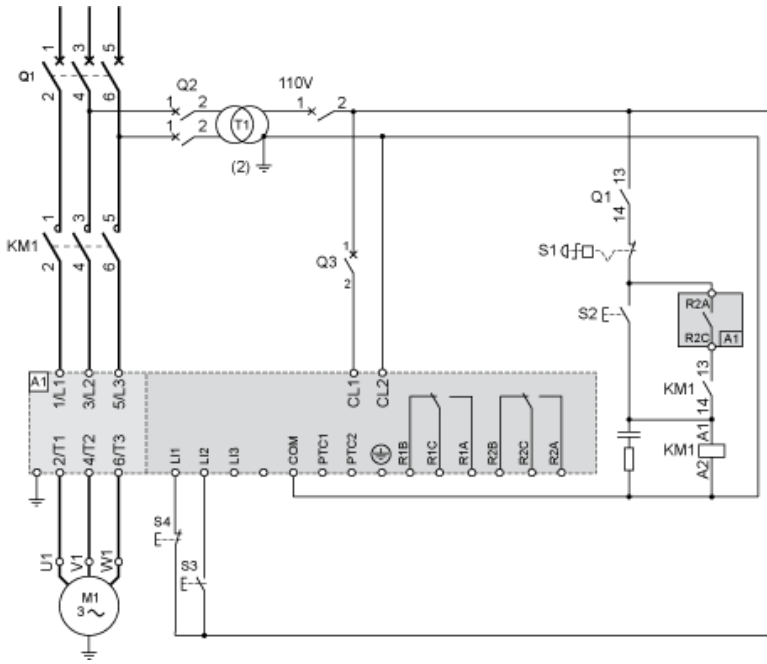 1 3 5
Q1
2 4 6
Q2
1 2
1 2
T1
(2)
110V
1 2
13
Q1
14
S1
1 3 5
KM1
2 4 6
1
Q3
2
S2
R2A
R2C A1
13
KM1
14
A1
KM1
A2
A1
1/L1 3/L2 5/L3
CL1 CL2
2/T1 4/T2 6/T3
LI1 LI2 LI3 COM PTC1 PTC2 R1B R1C R1A R2B R2C R2A
S4
S3
U1 V1 W1
M1
3